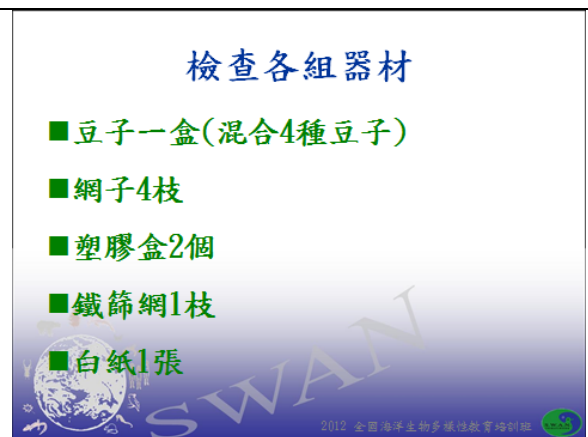 檢查各組器材
■豆子一盒(混合4種豆子)
■網子4枝
■塑膠盒2個
■鐵篩網1枝
■白紙1張
SWAN
2012 全國海洋生物多樣性教育培訓班